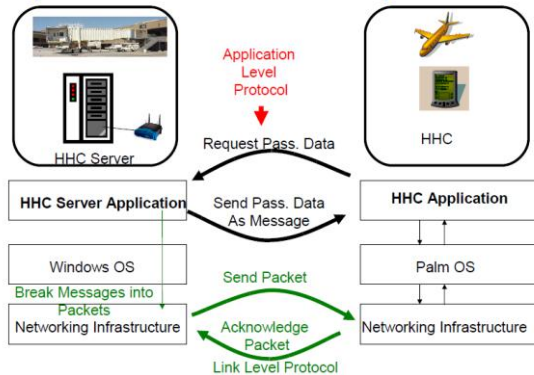 Application
Level
Protocol
HHC Server
HHC
Request Pass. Data
HHC Server Application
Send Pass. Data
As Message
HHC Application
Windows OS
Palm OS
Break Messages into
Packets
Send Packet
Networking Infrastructure
Acknowledge
Packet
Networking Infrastructure
Link Level Protocol